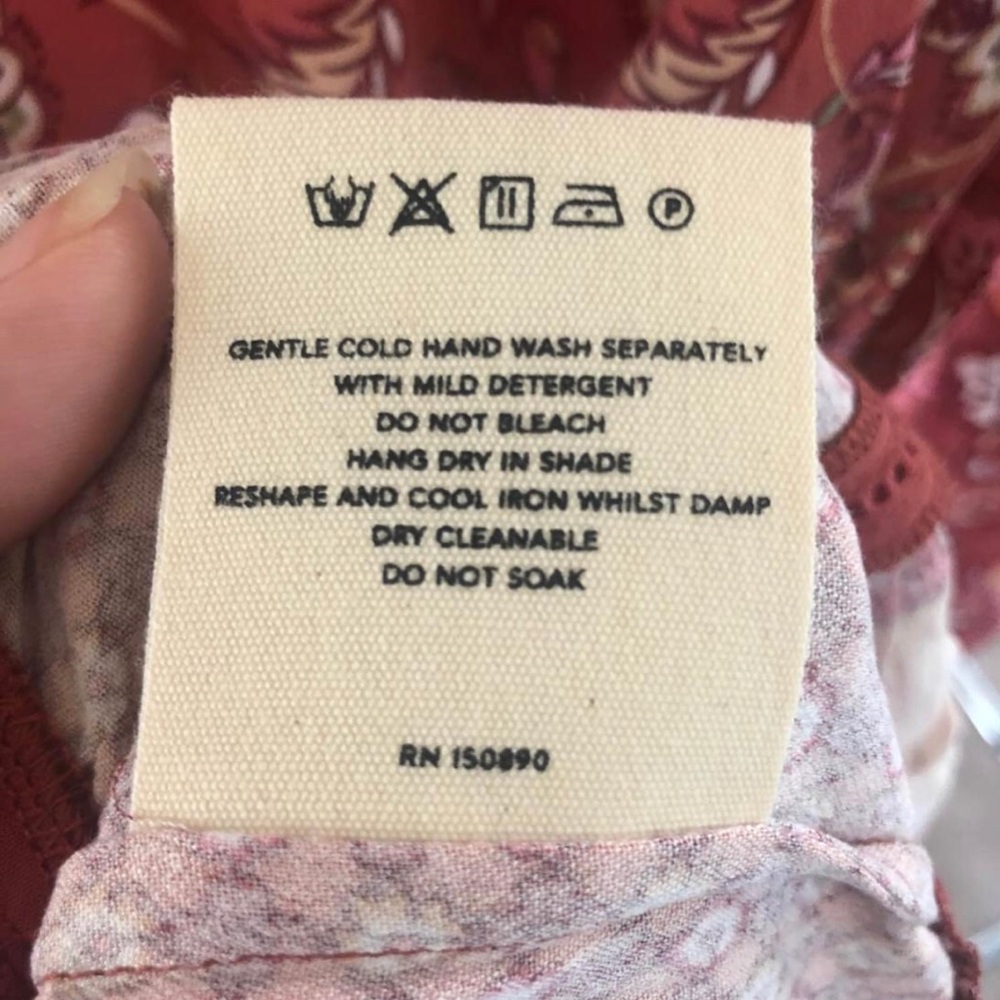 P
GENTLE COLD HAND WASH SEPARATELY
WITH MILD DETERGENT
DO NOT BLEACH
HANG DRY IN SHADE
RESHAPE AND COOL IRON WHILST DAMP
DRY CLEANABLE
DO NOT SOAK
RN 150890